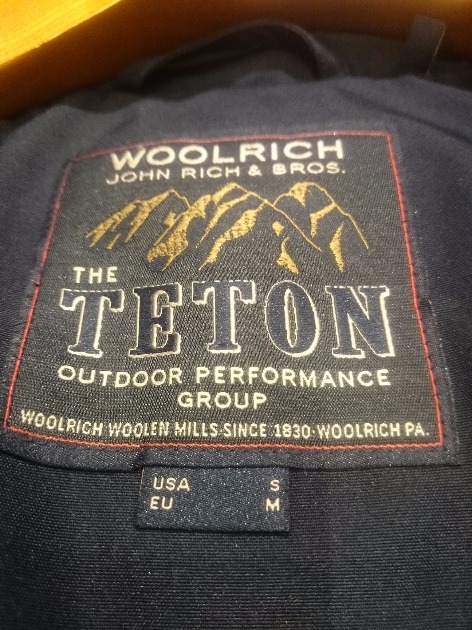 WOOLRICH
JOHN RICH & BROS.
THE
TETON
OUTDOOR PERFORMANCE
GROUP
WOOLRICH WOOLEN MILLS SINCE 1830·WOOLRICH PA.
USA S
EU M